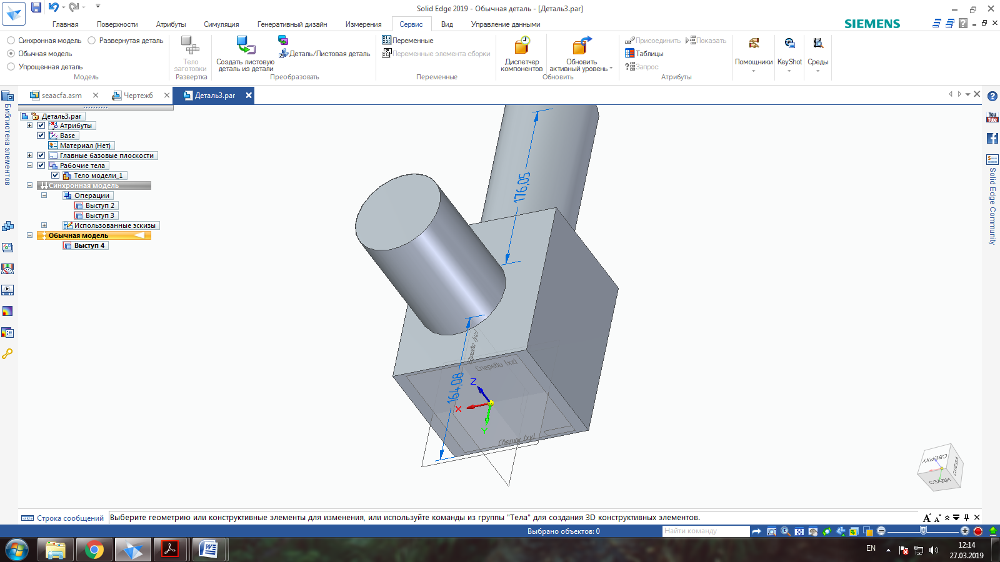 Solid Edge 2019 - Обычная деталь - [Деталь3.par]
Главная Поверхности Атрибуты Симуляция Генеративный дизайн Измерения Сервис Вид Управление данными
SIEMENS
Синхронная модель Развернутая деталь
Обычная модель
Упрощенная деталь
Модель
Тело заготовки
Развертка
Создать листовую деталь из детали
Деталь/Листовая деталь
Преобразовать
Переменные
Переменные элемента сборки
Переменные
Диспетчер компонентов
Обновить активный уровень
Обновить
Присоединить Показать
Таблицы
Запрос
Атрибуты
Помощники
KeyShot
Среды
seaacfa.asm Чертеж6 Деталь3.par
Библиотека элементов
Деталь3.par
Атрибуты
Base
Материал (Нет)
Главные базовые плоскости
Рабочие тела
Тело модели_1
Синхронная модель
Операции
Выступ 2
Выступ 3
Использованные эскизы
Обычная модель
Выступ 4
176,05
164,08
Спереди (xz)
Сверху (xy)
Z
X
Y
СВЕРХУ
СЗАДИ
You
Tube
Solid Edge Community
Строка сообщений
Выберите геометрию или конструктивные элементы для изменения, или используйте команды из группы "Тела" для создания 3D конструктивных элементов.
Выбрано объектов: 0
Найти команду
EN
12:14
27.03.2019